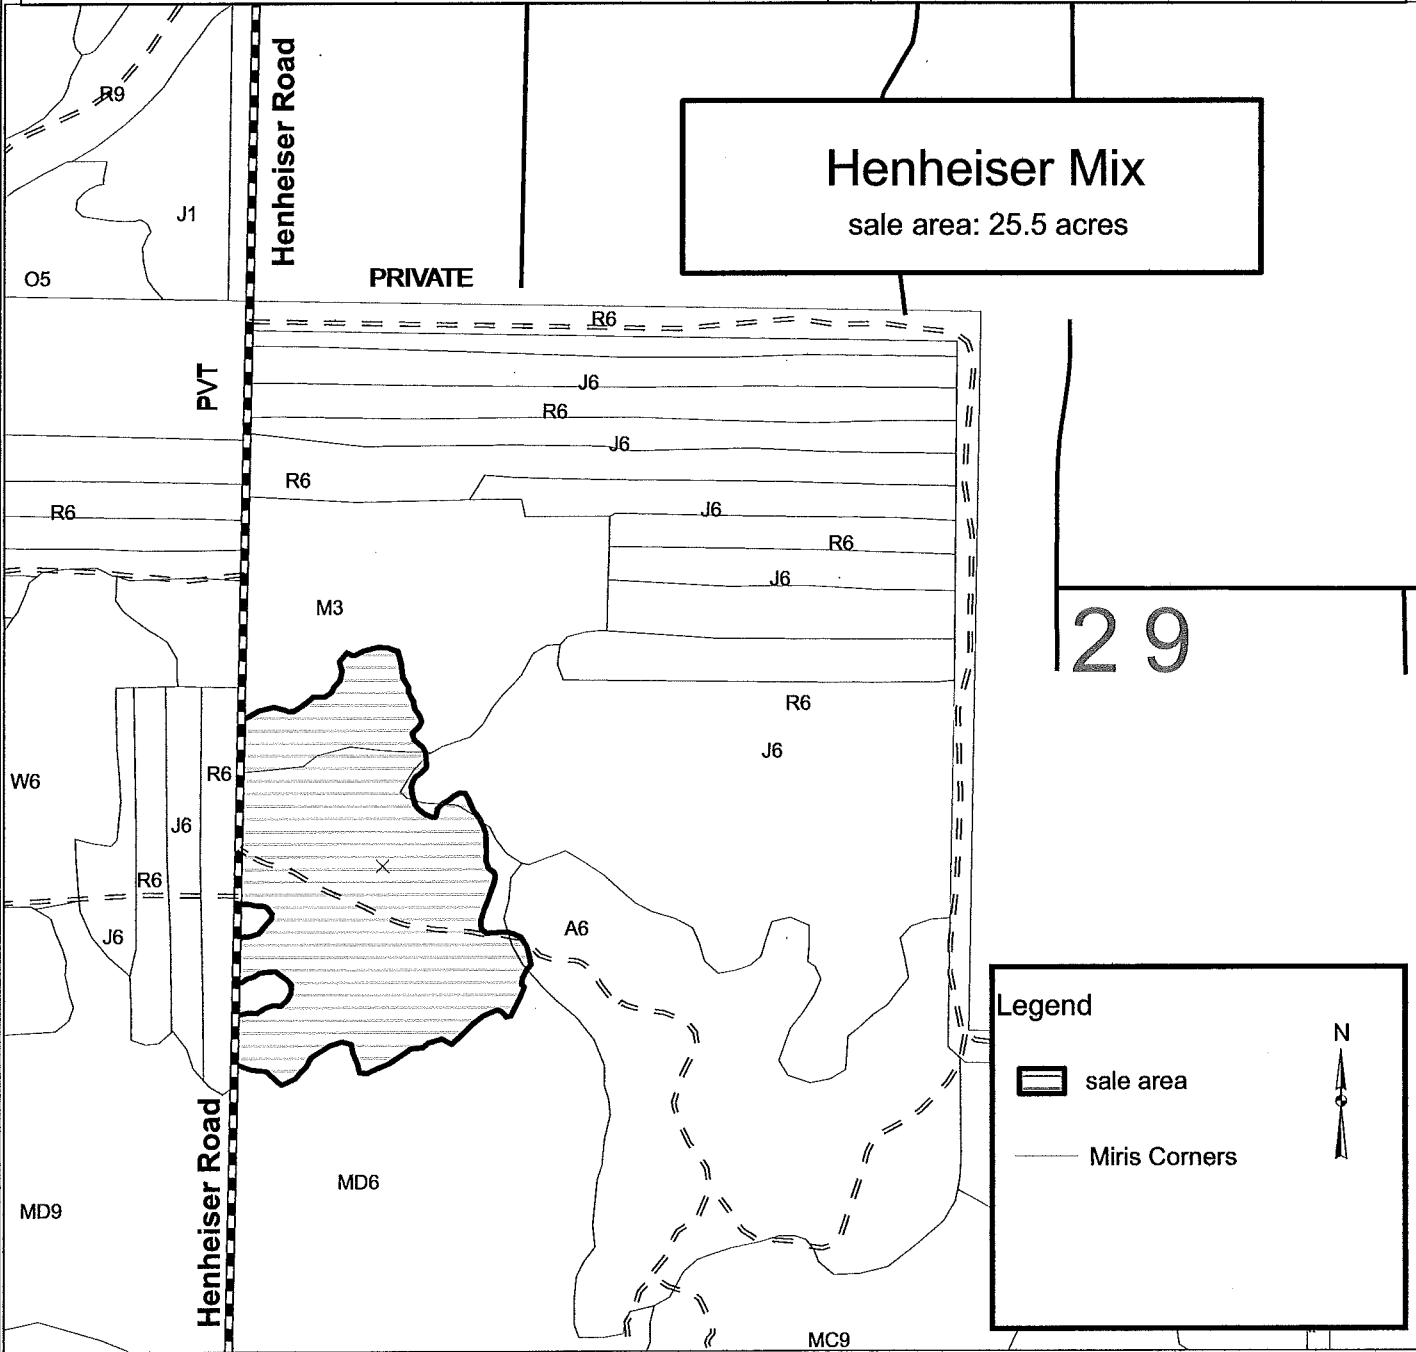 R9
Henheiser Road
Henheiser Mix
sale area: 25.5 acres
J1
O5
PRIVATE
R6
PVT
J6
R6
J6
R6
R6
J6
R6
J6
M3
29
R6
J6
W6
R6
J6
R6
J6
A6
Legend
N
sale area
Miris Corners
Henheiser Road
MD6
MD9
MC9